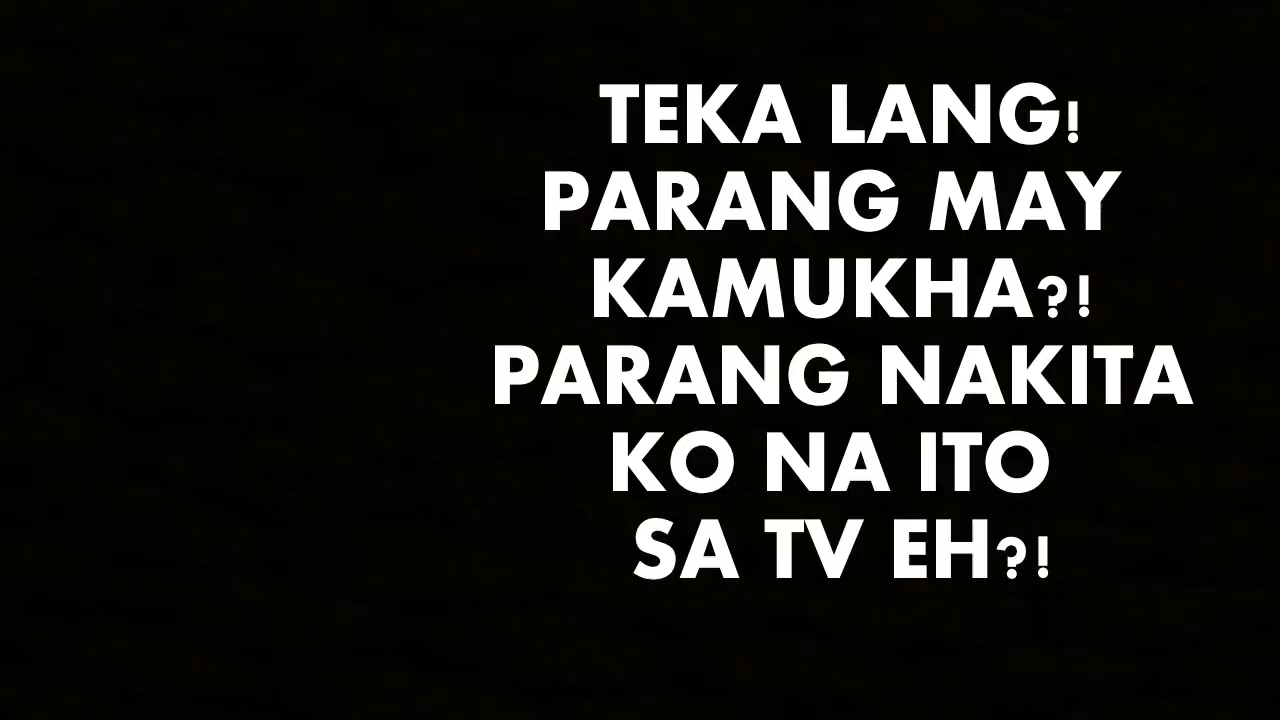 TEKA LANG!
PARANG MAY
KAMUKHA?!
PARANG NAKITA
KO NA ITO
SA TV EH?!